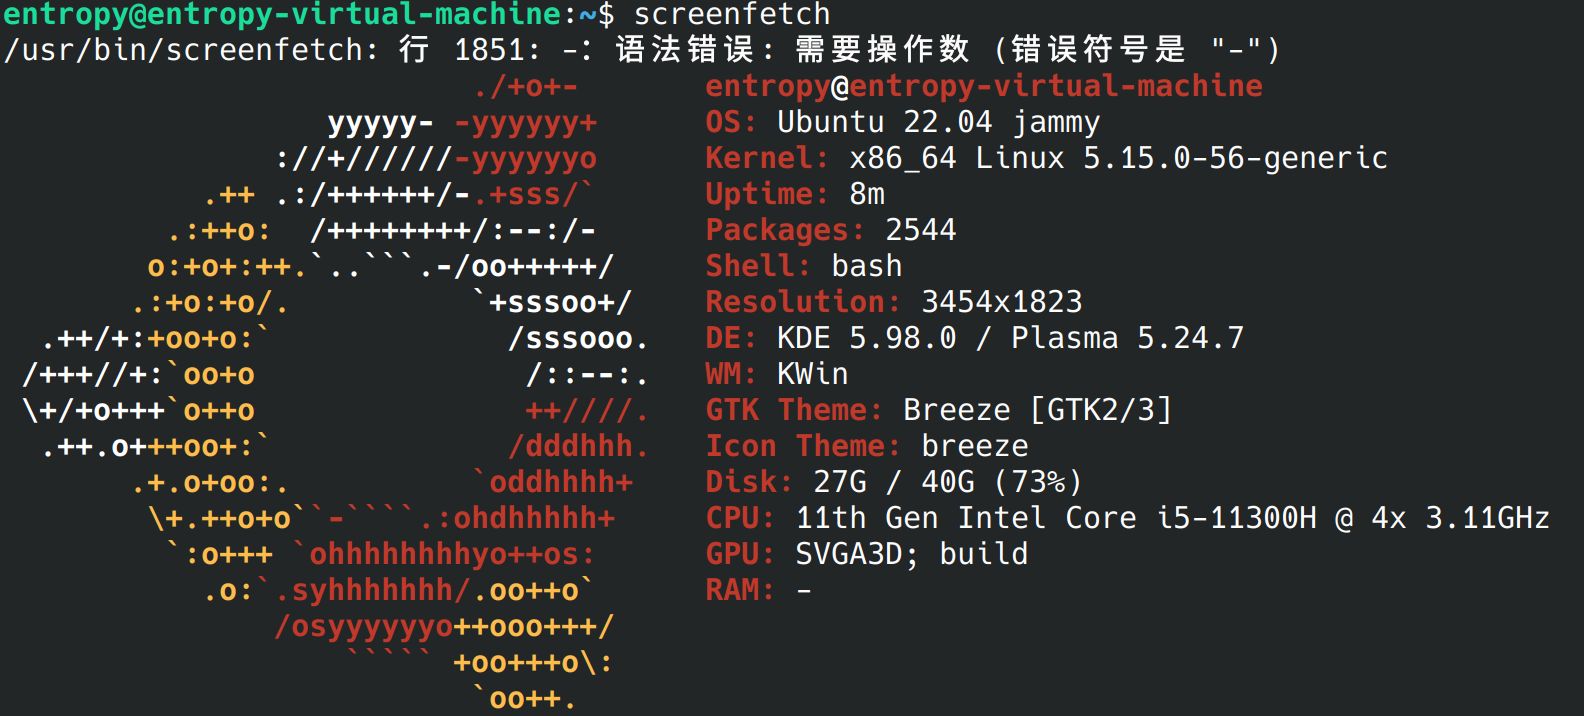 entropy@entropy-virtual-machine:~$ screenfetch
/usr/bin/screenfetch: 行 1851: -: 语法错误: 需要操作数 (错误符号是 "-")
                          ./+o+-       entropy@entropy-virtual-machine
                  yyyyy- -yyyyyy+      OS: Ubuntu 22.04 jammy
               ://+//////-yyyyyyo      Kernel: x86_64 Linux 5.15.0-56-generic
           .++ .:/++++++/-.+sss/`      Uptime: 8m
         .:++o:  /++++++++/:--:/-      Packages: 2544
        o:+o+:++.`..```.-/oo+++++/     Shell: bash
       .:+o:+o/.          `+sssoo+/    Resolution: 3454x1823
  .++/+:+oo+o:`             /sssooo.   DE: KDE 5.98.0 / Plasma 5.24.7
 /+++//+:`oo+o               /::--:.   WM: KWin
 \+/+o+++`o++o               ++////.   GTK Theme: Breeze [GTK2/3]
  .++.o+++oo+:`             /dddhhh.   Icon Theme: breeze
       .+.o+oo:.          `oddhhhh+    Disk: 27G / 40G (73%)
        \+.++o+o``-````.:ohdhhhhh+     CPU: 11th Gen Intel Core i5-11300H @ 4x 3.11GHz
         `:o+++ `ohhhhhhhhyo++os:      GPU: SVGA3D; build
           .o:`.syhhhhhhh/.oo++o`      RAM: -
               /osyyyyyyo++ooo+++/
                   ````` +oo+++o\:
                          `oo++.